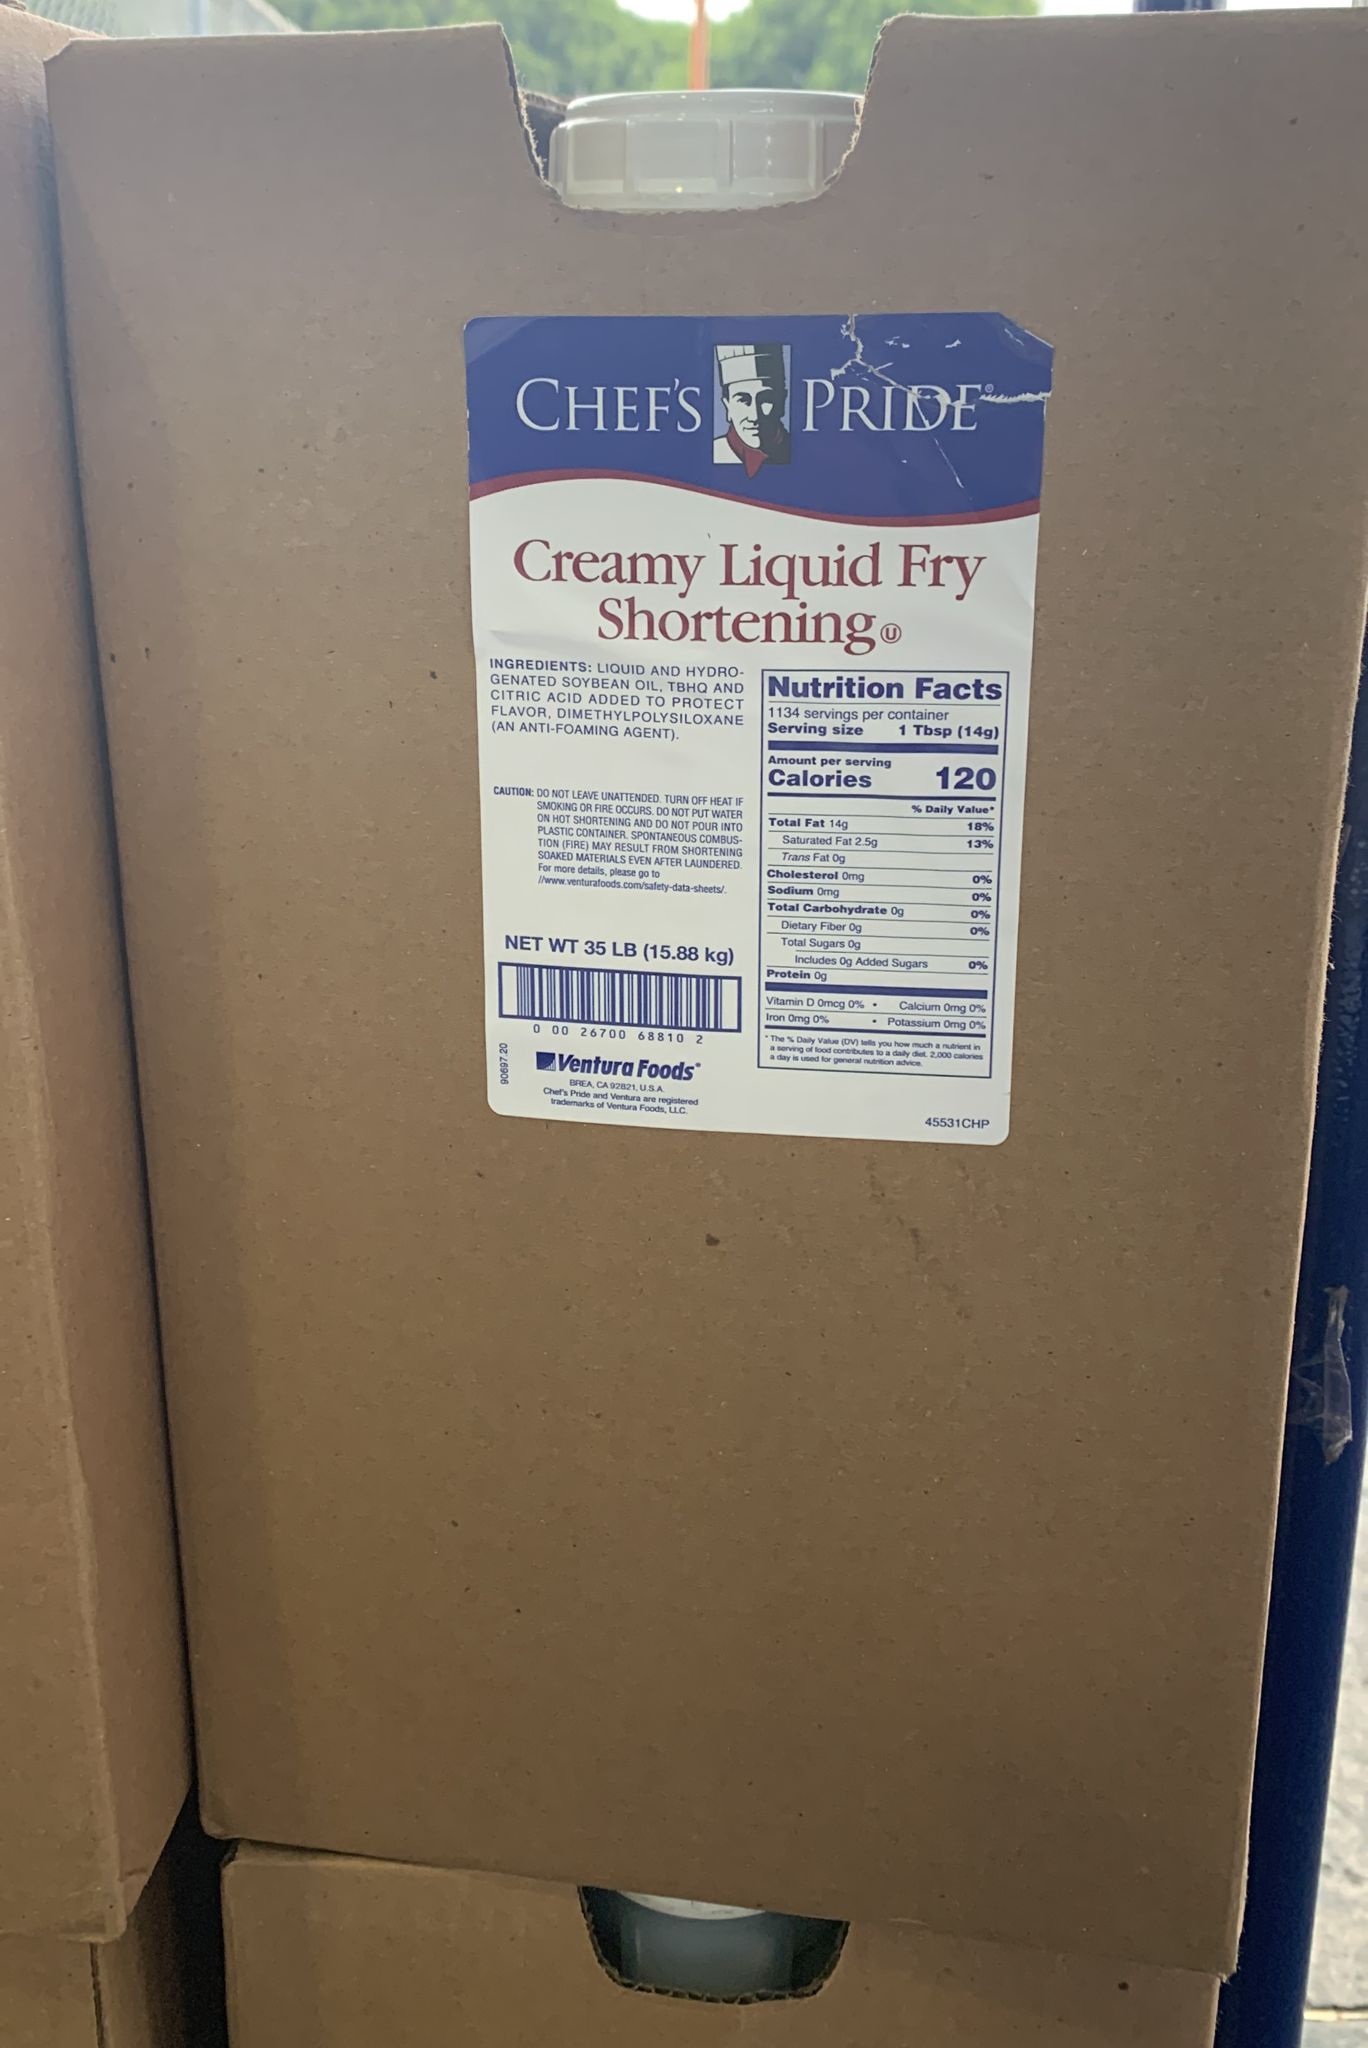 CHEF'S PRIDE®
Creamy Liquid Fry
Shortening Ⓤ
INGREDIENTS: LIQUID AND HYDRO-
GENATED SOYBEAN OIL, TBHQ AND
CITRIC ACID ADDED TO PROTECT
FLAVOR, DIMETHYLPOLYSILOXANE
(AN ANTI-FOAMING AGENT).
CAUTION: DO NOT LEAVE UNATTENDED. TURN OFF HEAT IF
SMOKING OR FIRE OCCURS. DO NOT PUT WATER
ON HOT SHORTENING AND DO NOT POUR INTO
PLASTIC CONTAINER. SPONTANEOUS COMBUS-
TION (FIRE) MAY RESULT FROM SHORTENING
SOAKED MATERIALS EVEN AFTER LAUNDERED.
For more details, please go to
//www.venturafoods.com/safety-data-sheets/.
NET WT 35 LB (15.88 kg)
0 00 26700 68810 2
90697.20
Ventura Foods®
BREA, CA 92821, U.S.A.
Chef's Pride and Ventura are registered
trademarks of Ventura Foods, LLC.
Nutrition Facts
1134 servings per container
Serving size 1 Tbsp (14g)
Amount per serving
Calories 120
% Daily Value*
Total Fat 14g 18%
Saturated Fat 2.5g 13%
Trans Fat 0g
Cholesterol 0mg 0%
Sodium 0mg 0%
Total Carbohydrate 0g 0%
Dietary Fiber 0g 0%
Total Sugars 0g
Includes 0g Added Sugars 0%
Protein 0g
Vitamin D 0mcg 0% • Calcium 0mg 0%
Iron 0mg 0% • Potassium 0mg 0%
* The % Daily Value (DV) tells you how much a nutrient in
a serving of food contributes to a daily diet. 2,000 calories
a day is used for general nutrition advice.
45531CHP